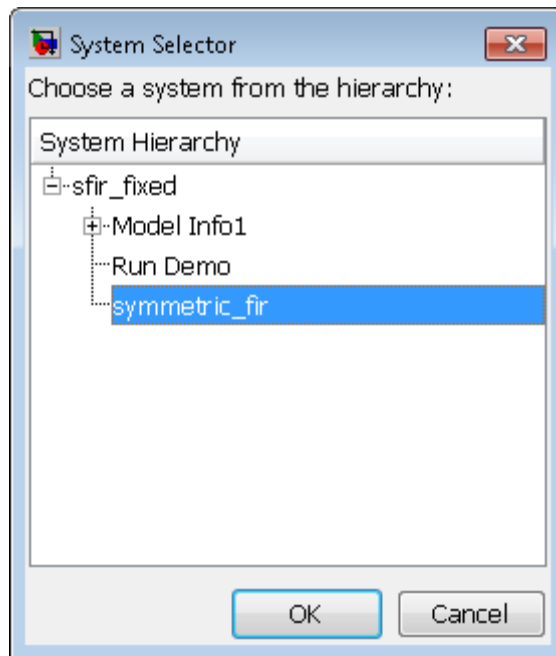 System Selector
Choose a system from the hierarchy:
System Hierarchy
sfir_fixed
Model Info1
Run Demo
symmetric_fir
OK
Cancel